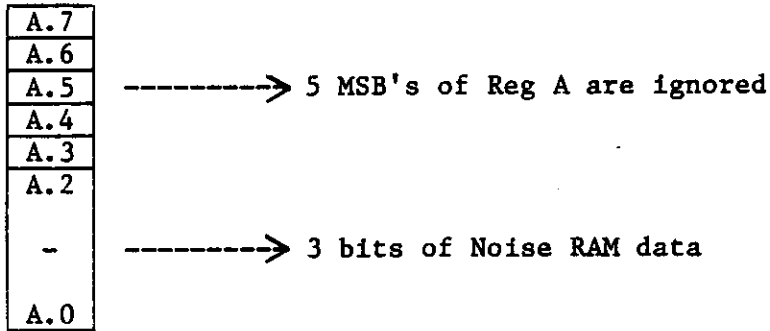 A.7
A.6
A.5 ----------> 5 MSB's of Reg A are ignored
A.4
A.3
A.2
- ----------> 3 bits of Noise RAM data
A.0